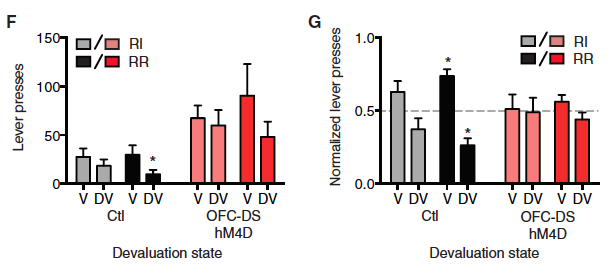 F
150
100
50
0
Lever presses
/ RI
/ RR
*
V DV V DV V DV V DV
Ctl OFC-DS
hM4D
Devaluation state
G
1.0
0.5
0.0
Normalized lever presses
/ RI
/ RR
*
*
V DV V DV V DV V DV
Ctl OFC-DS
hM4D
Devaluation state